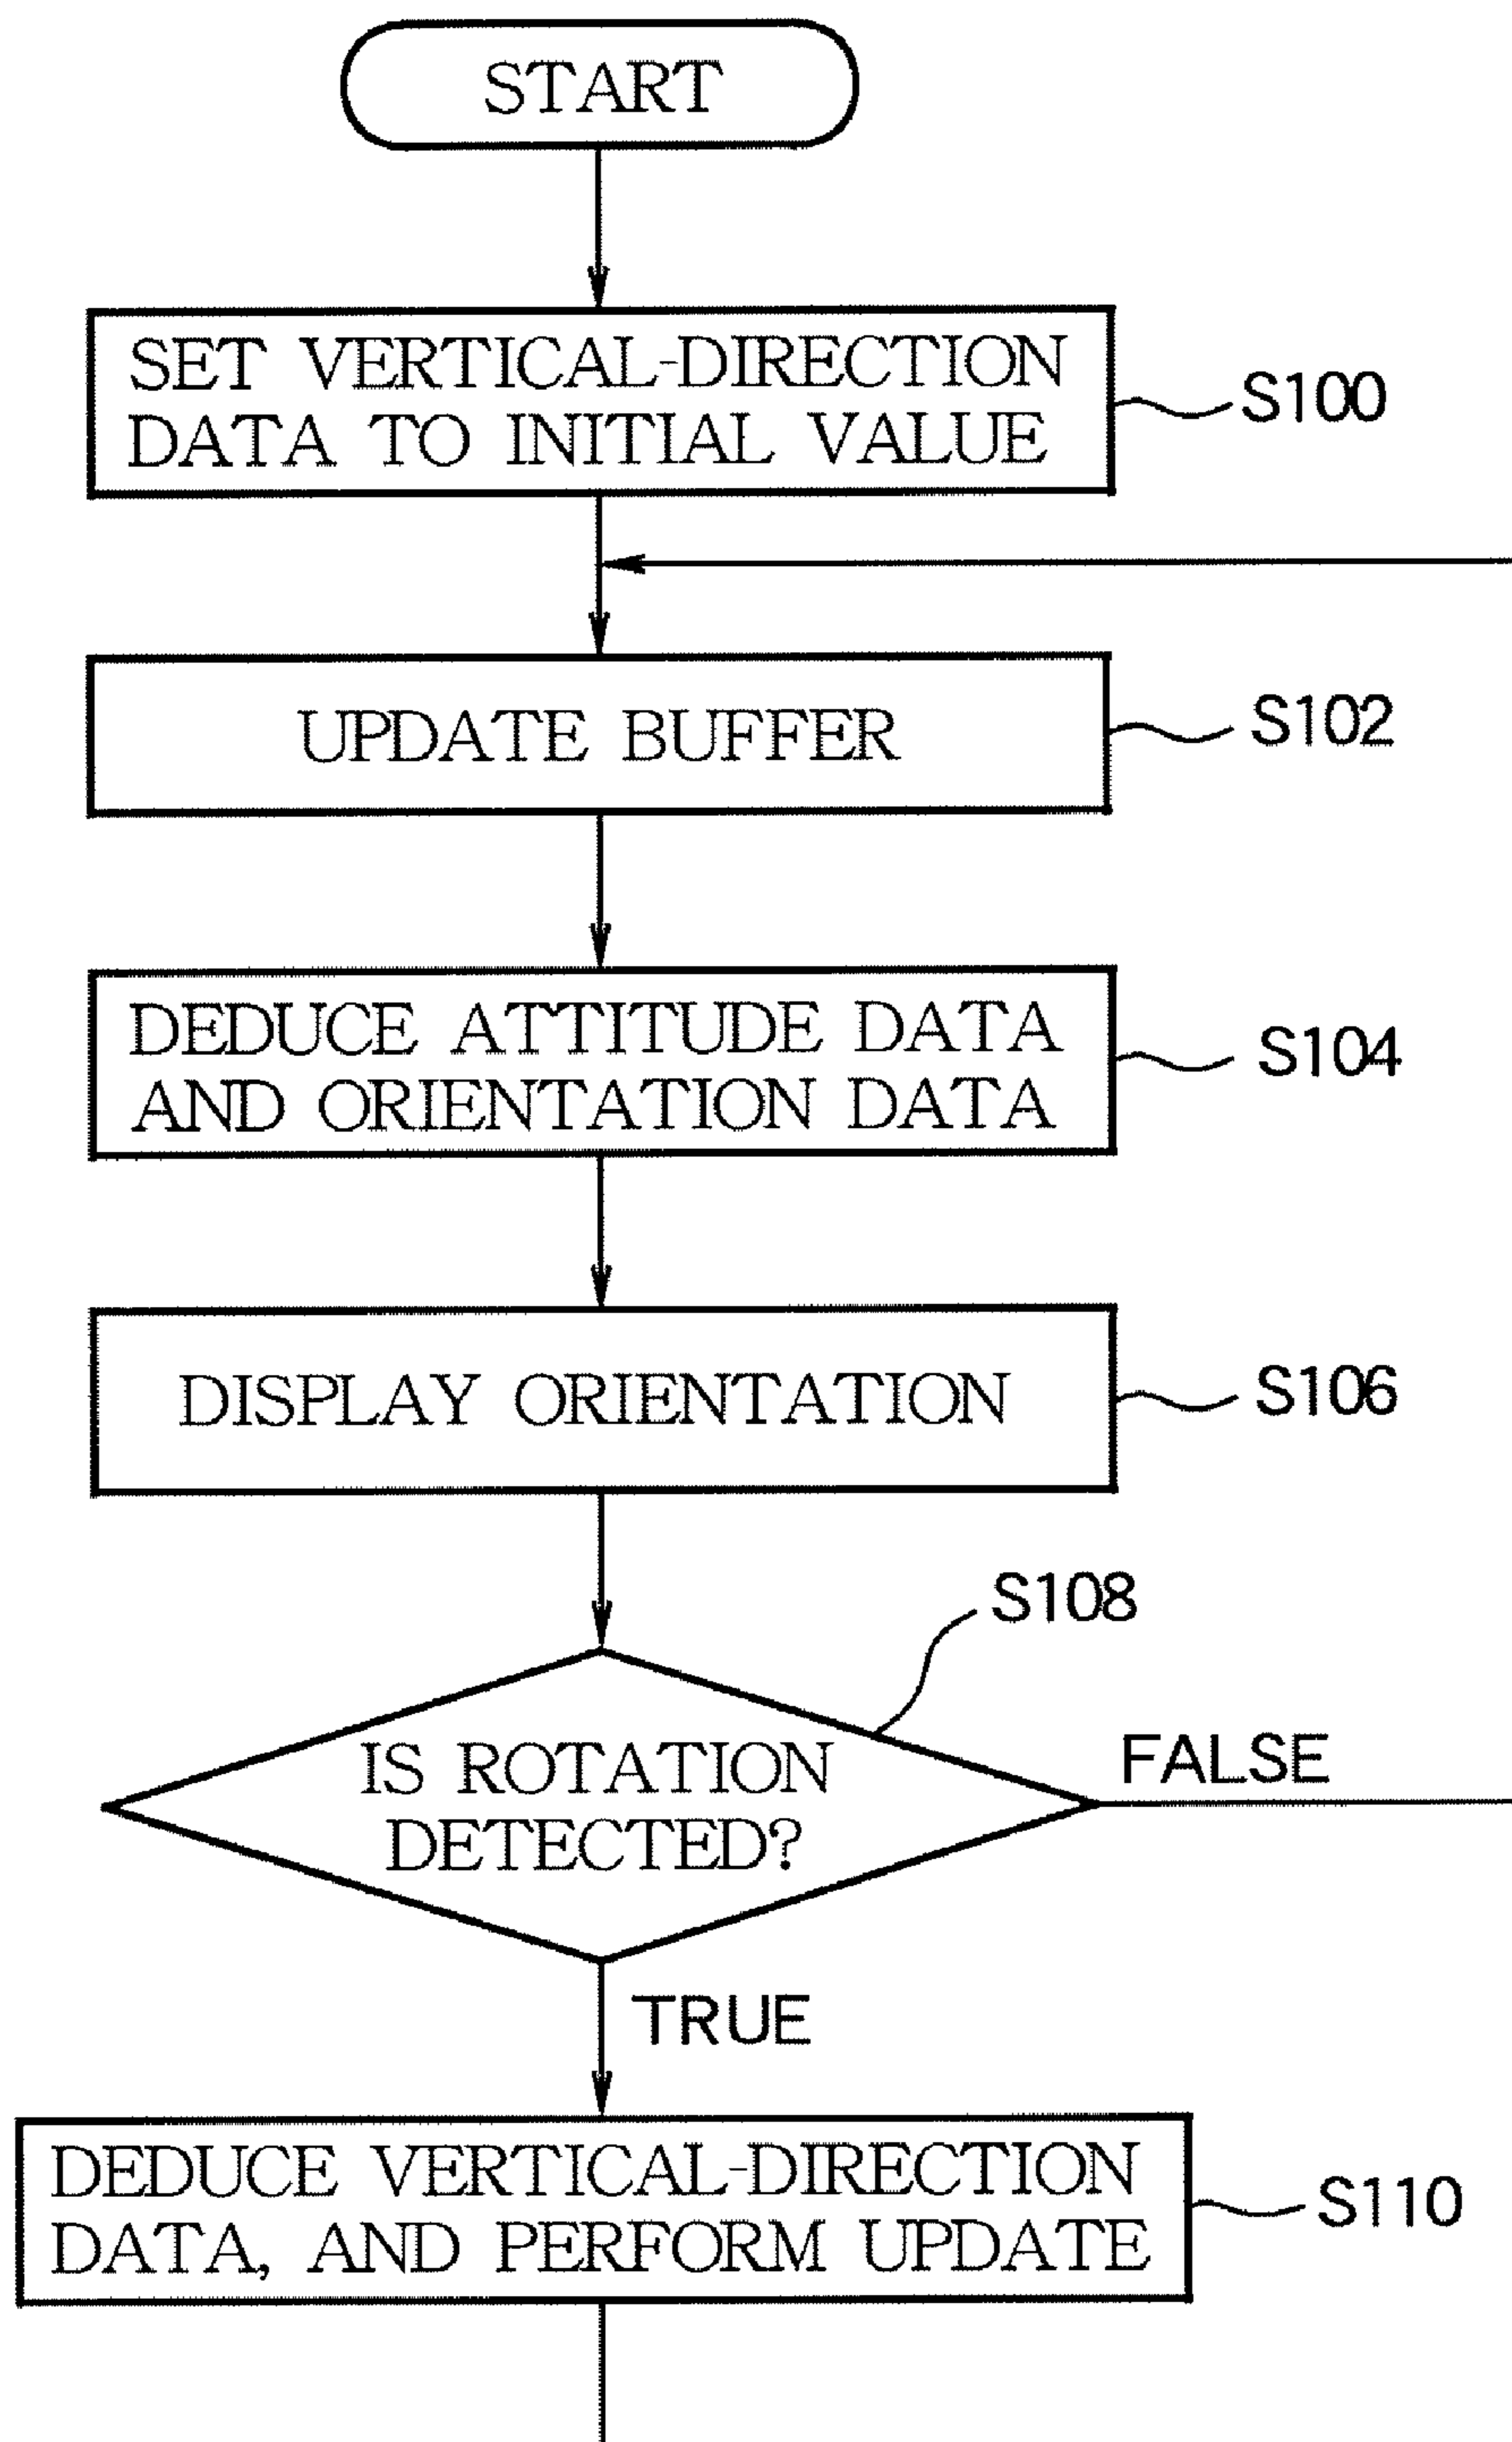 START
SET VERTICAL-DIRECTION
DATA TO INITIAL VALUE
S100
UPDATE BUFFER
S102
DEDUCE ATTITUDE DATA
AND ORIENTATION DATA
S104
DISPLAY ORIENTATION
S106
S108
IS ROTATION
DETECTED?
FALSE
TRUE
DEDUCE VERTICAL-DIRECTION
DATA, AND PERFORM UPDATE
S110